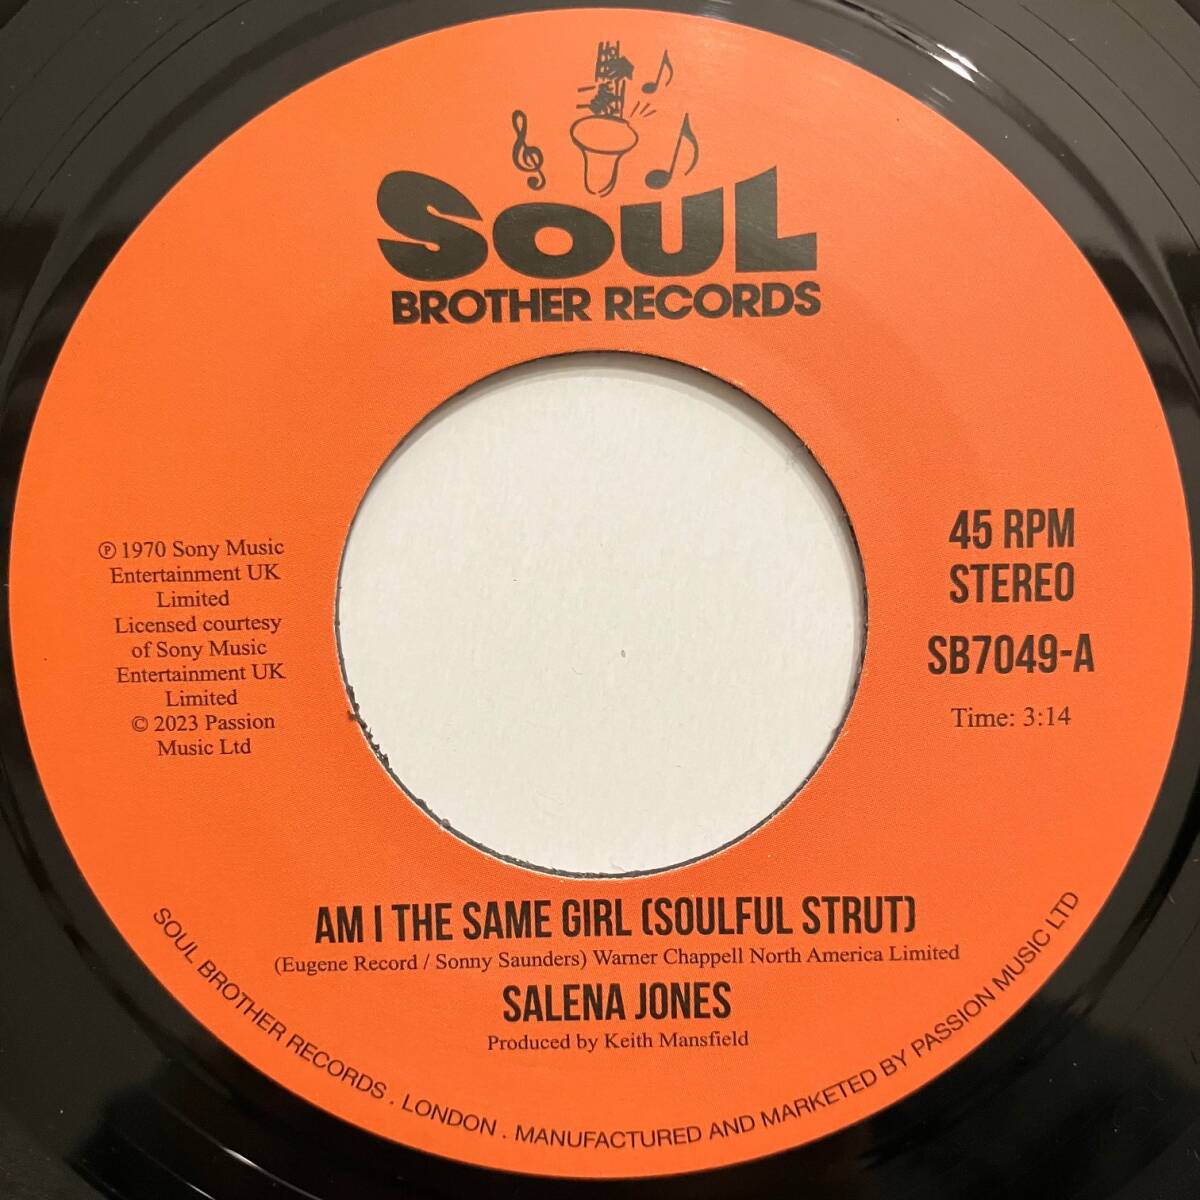 SOUL
BROTHER RECORDS
℗ 1970 Sony Music
Entertainment UK
Limited
Licensed courtesy
of Sony Music
Entertainment UK
Limited
© 2023 Passion
Music Ltd
45 RPM
STEREO
SB7049-A
Time: 3:14
AM I THE SAME GIRL (SOULFUL STRUT)
(Eugene Record / Sonny Saunders) Warner Chappell North America Limited
SALENA JONES
Produced by Keith Mansfield
SOUL BROTHER RECORDS . LONDON . MANUFACTURED AND MARKETED BY PASSION MUSIC LTD